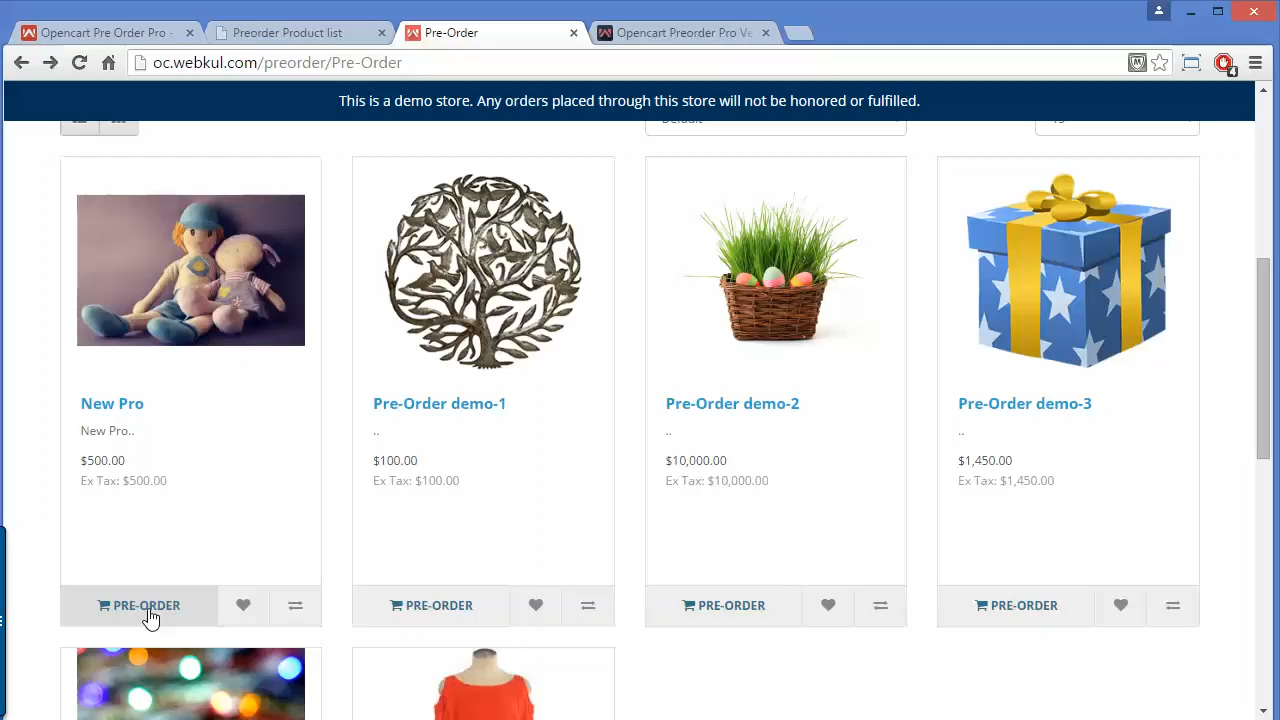 Opencart Pre Order Pro -
Preorder Product list
Pre-Order
Opencart Preorder Pro Ve
oc.webkul.com/preorder/Pre-Order
4
This is a demo store. Any orders placed through this store will not be honored or fulfilled.
Default
15
New Pro
New Pro..
$500.00
Ex Tax: $500.00
PRE-ORDER
Pre-Order demo-1
..
$100.00
Ex Tax: $100.00
PRE-ORDER
Pre-Order demo-2
..
$10,000.00
Ex Tax: $10,000.00
PRE-ORDER
Pre-Order demo-3
..
$1,450.00
Ex Tax: $1,450.00
PRE-ORDER